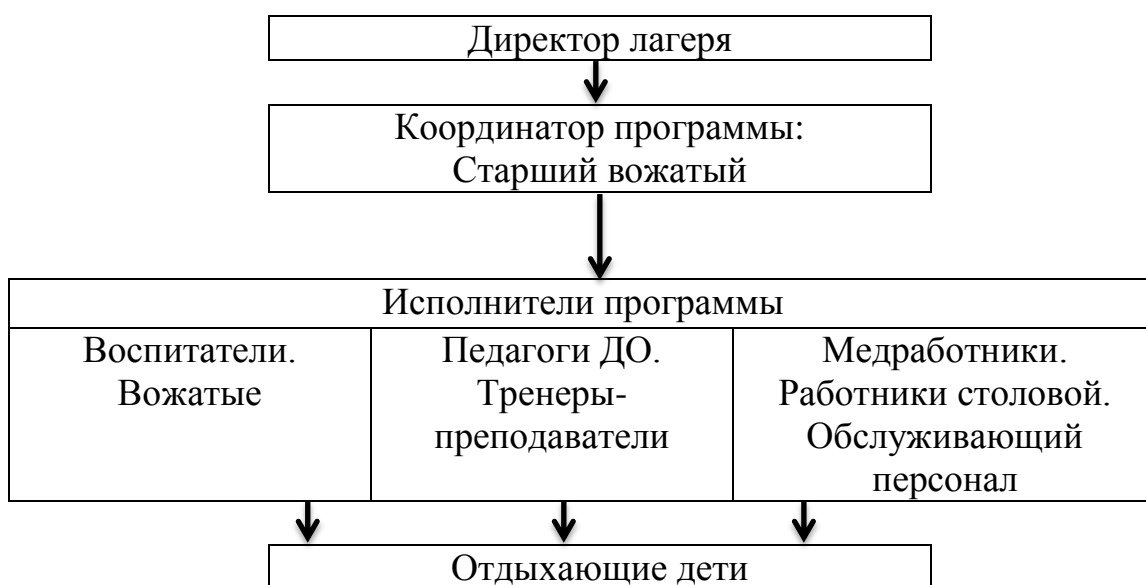 Директор лагеря
Координатор программы:
Старший вожатый
Исполнители программы
Воспитатели.
Вожатые
Педагоги ДО.
Тренеры-
преподаватели
Медработники.
Работники столовой.
Обслуживающий
персонал
Отдыхающие дети